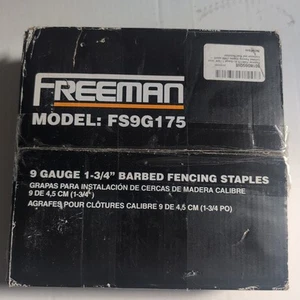 FREEMAN
MODEL: FS9G175
9 GAUGE 1-3/4" BARBED FENCING STAPLES
GRAPAS PARA INSTALACIÓN DE CERCAS DE MADERA CALIBRE
9 DE 4,5 CM (1-3/4")
AGRAFES POUR CLÔTURES CALIBRE 9 DE 4,5 CM (1-3/4 PO)